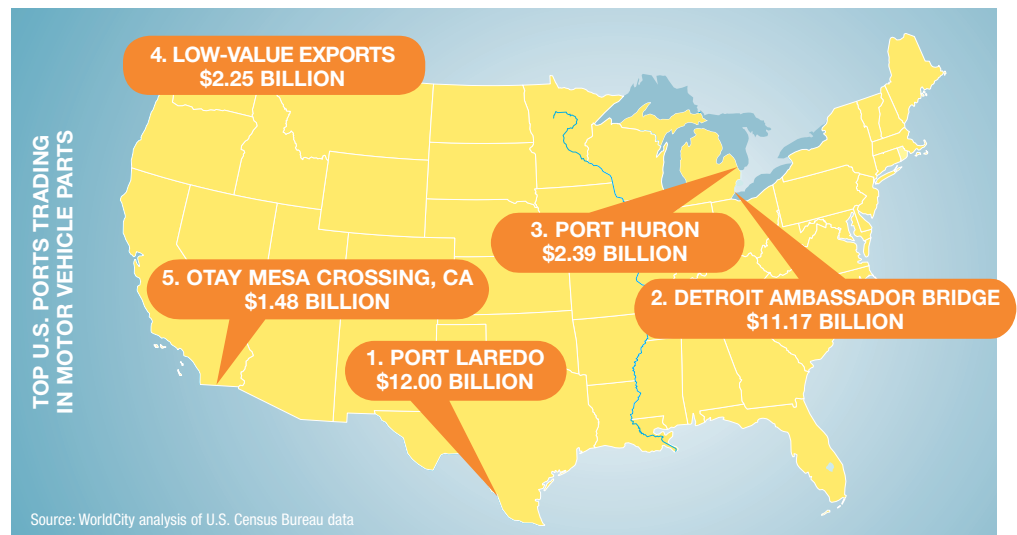 TOP U.S. PORTS TRADING
IN MOTOR VEHICLE PARTS
4. LOW-VALUE EXPORTS
$2.25 BILLION
3. PORT HURON
$2.39 BILLION
5. OTAY MESA CROSSING, CA
$1.48 BILLION
2. DETROIT AMBASSADOR BRIDGE
$11.17 BILLION
1. PORT LAREDO
$12.00 BILLION
Source: WorldCity analysis of U.S. Census Bureau data